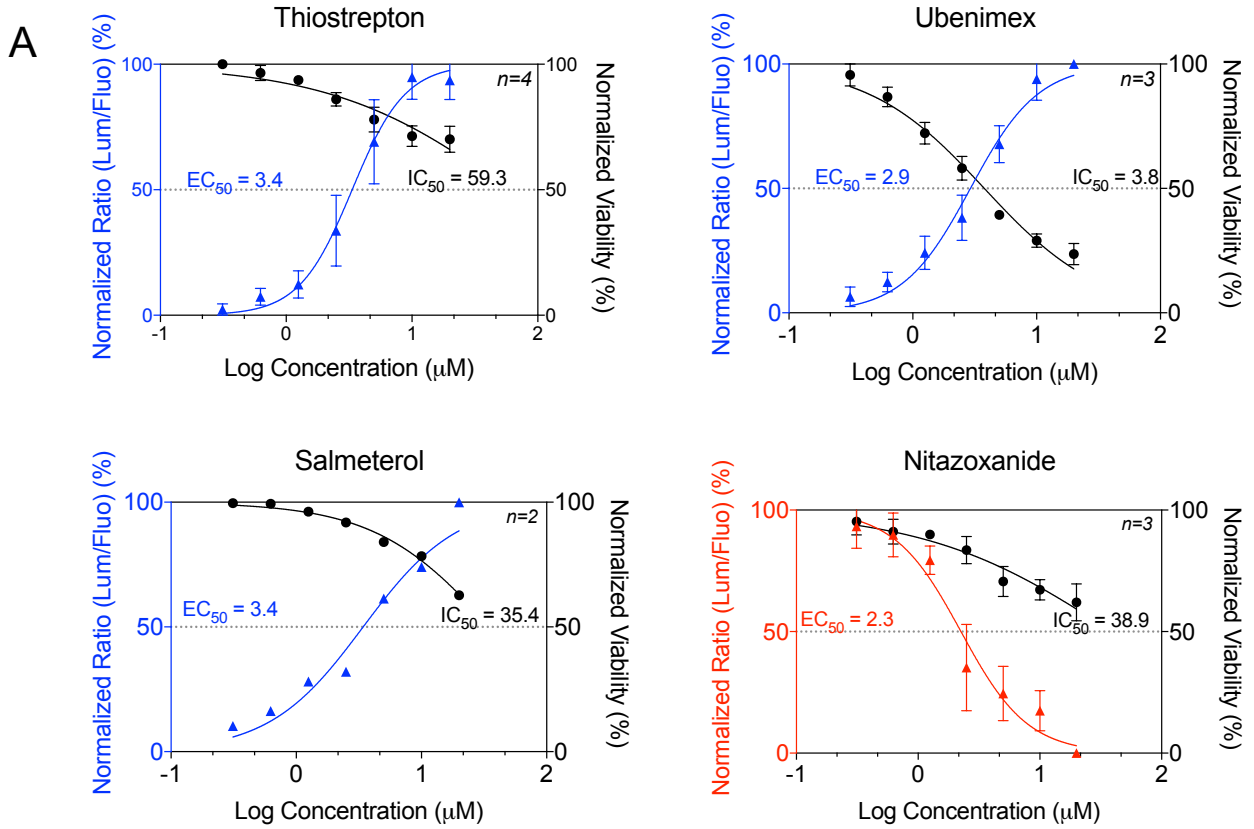 A
Thiostrepton
Normalized Ratio (Lum/Fluo) (%)
100
50
0
EC50 = 3.4
IC50 = 59.3
n=4
100
50
0
Normalized Viability (%)
-1
0
1
2
Log Concentration (μM)
Ubenimex
Normalized Ratio (Lum/Fluo) (%)
100
50
0
EC50 = 2.9
IC50 = 3.8
n=3
100
50
0
Normalized Viability (%)
-1
0
1
2
Log Concentration (μM)
Salmeterol
Normalized Ratio (Lum/Fluo) (%)
100
50
0
EC50 = 3.4
IC50 = 35.4
n=2
100
50
0
Normalized Viability (%)
-1
0
1
2
Log Concentration (μM)
Nitazoxanide
Normalized Ratio (Lum/Fluo) (%)
100
50
0
EC50 = 2.3
IC50 = 38.9
n=3
100
50
0
Normalized Viability (%)
-1
0
1
2
Log Concentration (μM)